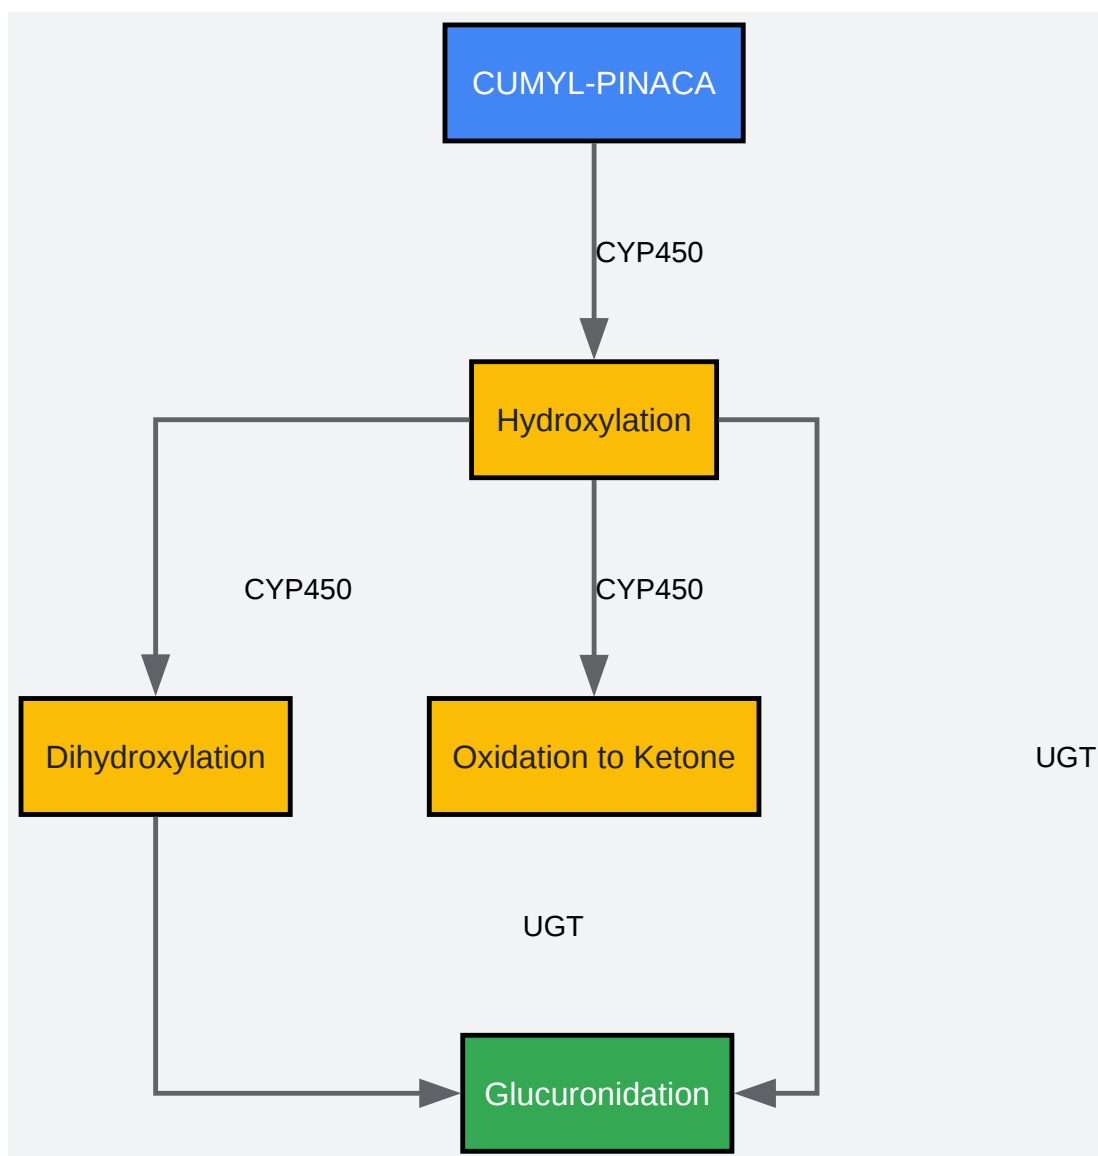 CUMYL-PINACA
CYP450
Hydroxylation
CYP450
CYP450
Dihydroxylation
Oxidation to Ketone
UGT
UGT
Glucuronidation